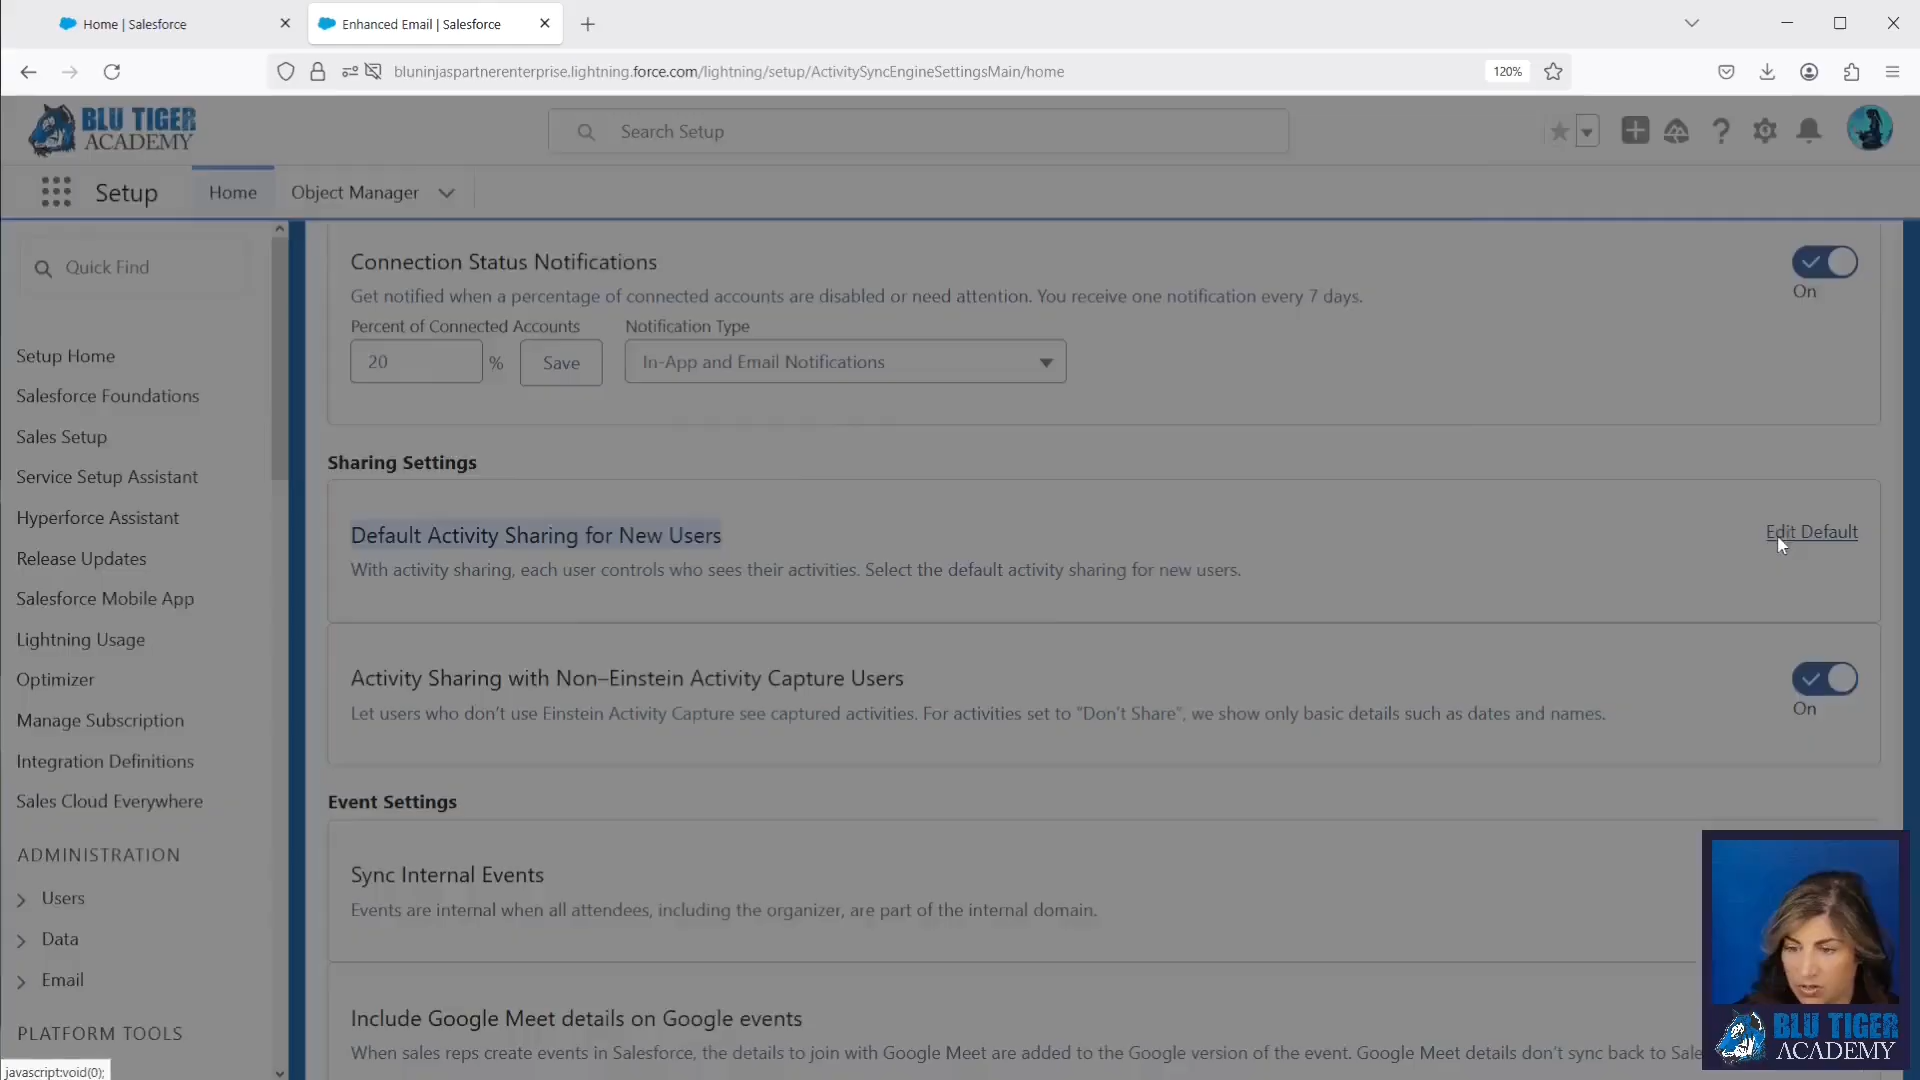 Home | Salesforce
Enhanced Email | Salesforce
bluninjaspartnerenterprise.lightning.force.com/lightning/setup/ActivitySyncEngineSettingsMain/home
120%
BLU TIGER
ACADEMY
Search Setup
Setup
Home
Object Manager
Quick Find
Setup Home
Salesforce Foundations
Sales Setup
Service Setup Assistant
Hyperforce Assistant
Release Updates
Salesforce Mobile App
Lightning Usage
Optimizer
Manage Subscription
Integration Definitions
Sales Cloud Everywhere
ADMINISTRATION
Users
Data
Email
PLATFORM TOOLS
javascript:void(0);
Connection Status Notifications
On
Get notified when a percentage of connected accounts are disabled or need attention. You receive one notification every 7 days.
Percent of Connected Accounts
Notification Type
20
%
Save
In-App and Email Notifications
Sharing Settings
Default Activity Sharing for New Users
Edit Default
With activity sharing, each user controls who sees their activities. Select the default activity sharing for new users.
Activity Sharing with Non–Einstein Activity Capture Users
On
Let users who don't use Einstein Activity Capture see captured activities. For activities set to "Don't Share", we show only basic details such as dates and names.
Event Settings
Sync Internal Events
Events are internal when all attendees, including the organizer, are part of the internal domain.
Include Google Meet details on Google events
When sales reps create events in Salesforce, the details to join with Google Meet are added to the Google version of the event. Google Meet details don't sync back to Sale
BLU TIGER
ACADEMY